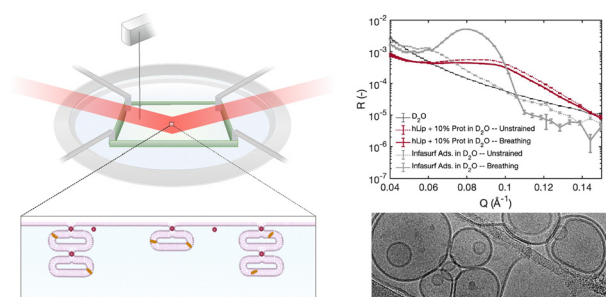 R (-)
10-2
10-3
10-4
10-5
10-6
10-7
D2O
hLip + 10% Prot in D2O -- Unstrained
hLip + 10% Prot in D2O -- Breathing
Infasurf Ads. in D2O -- Unstrained
Infasurf Ads. in D2O -- Breathing
0.04 0.06 0.08 0.10 0.12 0.14
Q (Å-1)